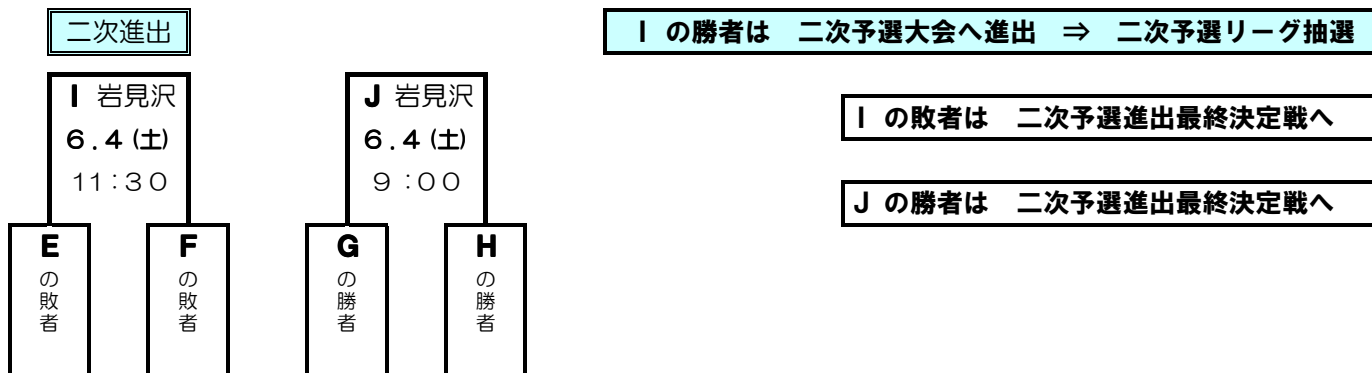 二次進出
I の勝者は　二次予選大会へ進出　⇒　二次予選リーグ抽選
I 岩見沢
6.4(土)
11:30
J 岩見沢
6.4(土)
9:00
I の敗者は　二次予選進出最終決定戦へ
J の勝者は　二次予選進出最終決定戦へ
Eの敗者
Fの敗者
Gの勝者
Hの勝者